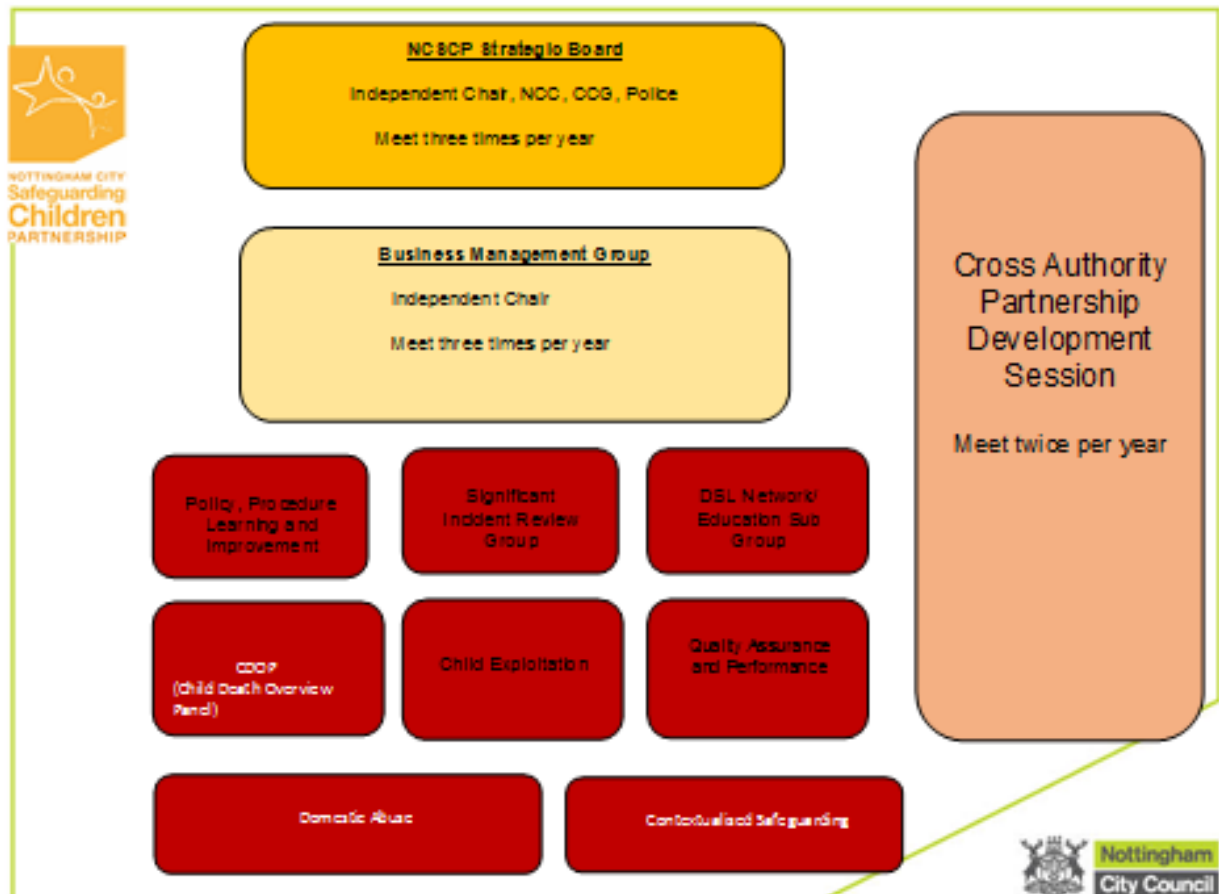 NOTTINGHAM CITY
Safeguarding
Children
PARTNERSHIP
NCSCP Strategic Board
Independent Chair, NCC, CCG, Police
Meet three times per year
Business Management Group
Independent Chair
Meet three times per year
Cross Authority
Partnership
Development
Session
Meet twice per year
Policy, Procedure
Learning and
Improvement
Significant
Incident Review
Group
DSL Network/
Education Sub
Group
CDOP
(Child Death Overview
Panel)
Child Exploitation
Quality Assurance
and Performance
Domestic Abuse
Contextualised Safeguarding
Nottingham
City Council